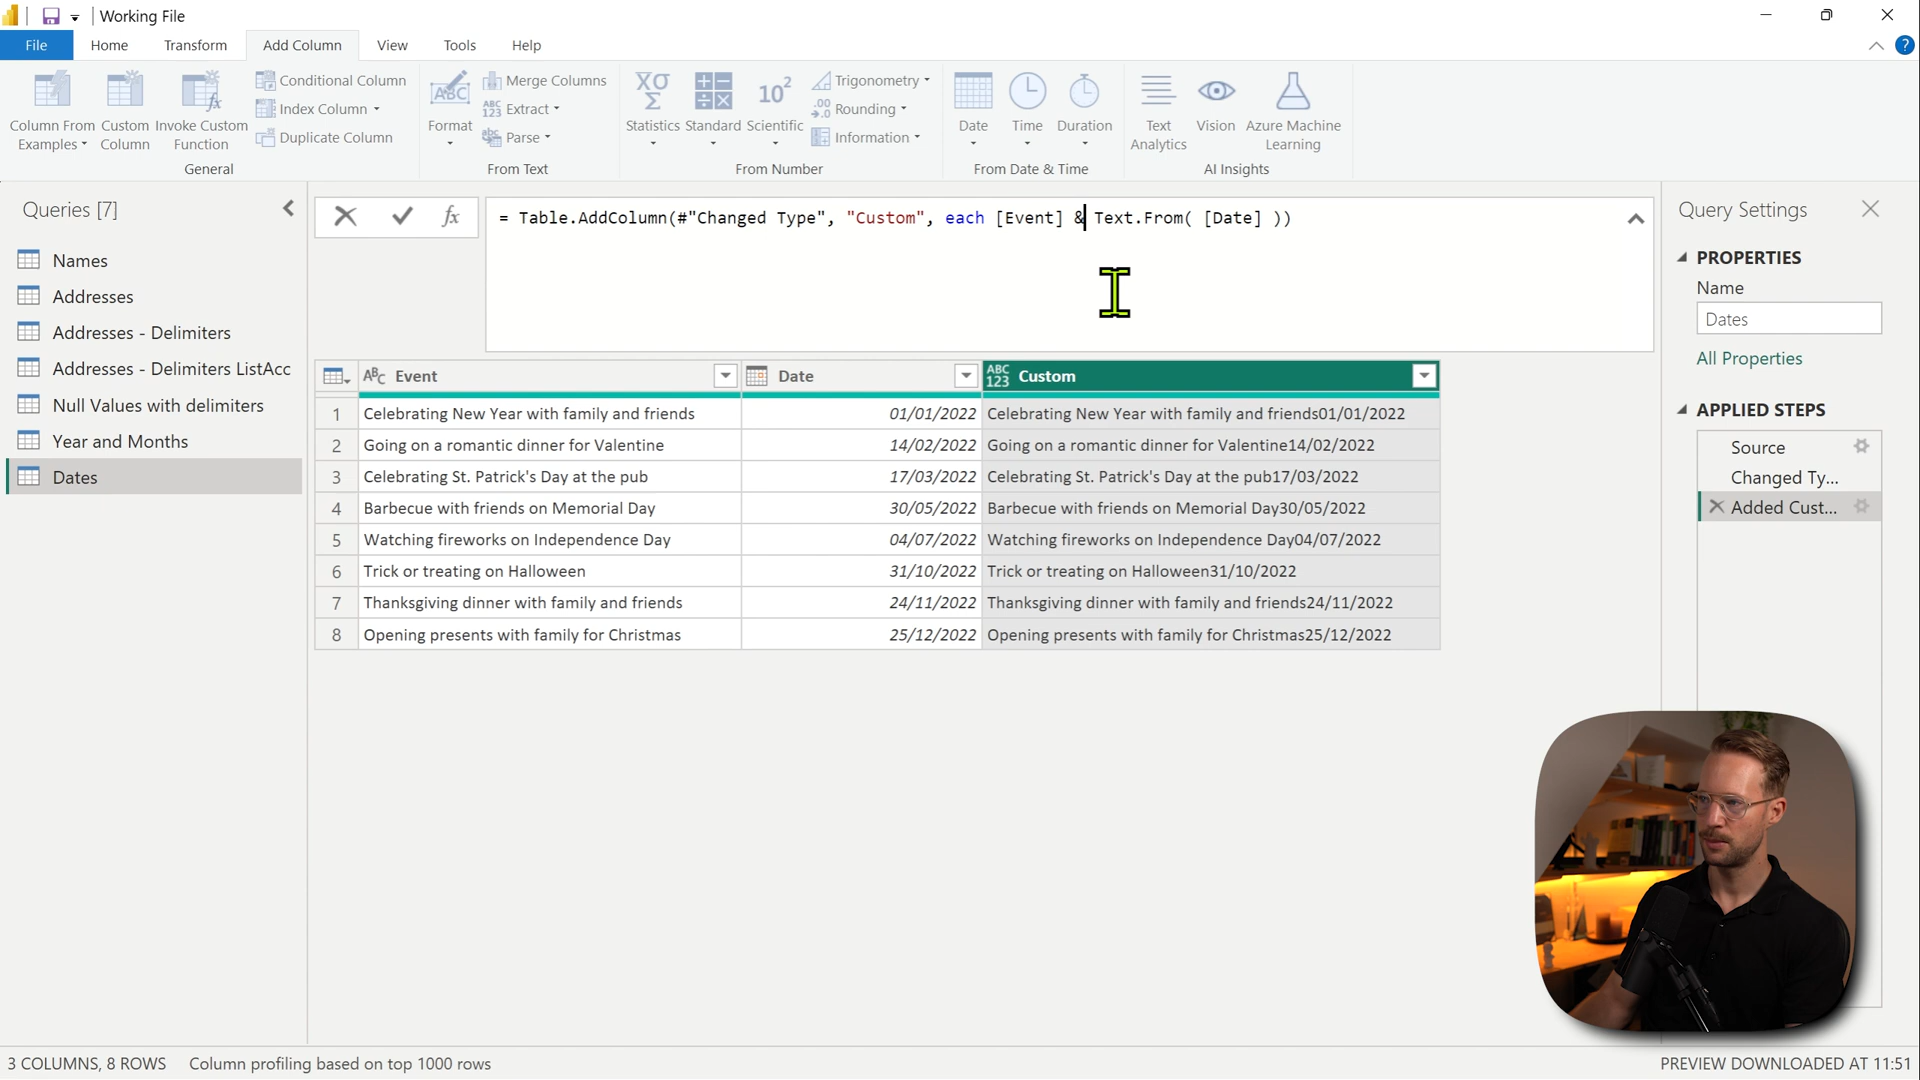 Working File
File Home Transform Add Column View Tools Help
Column From Examples
Custom Column
Invoke Custom Function
Conditional Column
Index Column
Duplicate Column
General
Format
Merge Columns
Extract
Parse
From Text
Statistics
Standard
Scientific
Trigonometry
Rounding
Information
From Number
Date
Time
Duration
From Date & Time
Text Analytics
Vision
Azure Machine Learning
AI Insights
Queries [7]
Names
Addresses
Addresses - Delimiters
Addresses - Delimiters ListAcc
Null Values with delimiters
Year and Months
Dates
= Table.AddColumn(#"Changed Type", "Custom", each [Event] & Text.From( [Date] ))
Event Date Custom
1 Celebrating New Year with family and friends 01/01/2022 Celebrating New Year with family and friends01/01/2022
2 Going on a romantic dinner for Valentine 14/02/2022 Going on a romantic dinner for Valentine14/02/2022
3 Celebrating St. Patrick's Day at the pub 17/03/2022 Celebrating St. Patrick's Day at the pub17/03/2022
4 Barbecue with friends on Memorial Day 30/05/2022 Barbecue with friends on Memorial Day30/05/2022
5 Watching fireworks on Independence Day 04/07/2022 Watching fireworks on Independence Day04/07/2022
6 Trick or treating on Halloween 31/10/2022 Trick or treating on Halloween31/10/2022
7 Thanksgiving dinner with family and friends 24/11/2022 Thanksgiving dinner with family and friends24/11/2022
8 Opening presents with family for Christmas 25/12/2022 Opening presents with family for Christmas25/12/2022
Query Settings
PROPERTIES
Name
Dates
All Properties
APPLIED STEPS
Source
Changed Ty...
Added Cust...
3 COLUMNS, 8 ROWS Column profiling based on top 1000 rows
PREVIEW DOWNLOADED AT 11:51